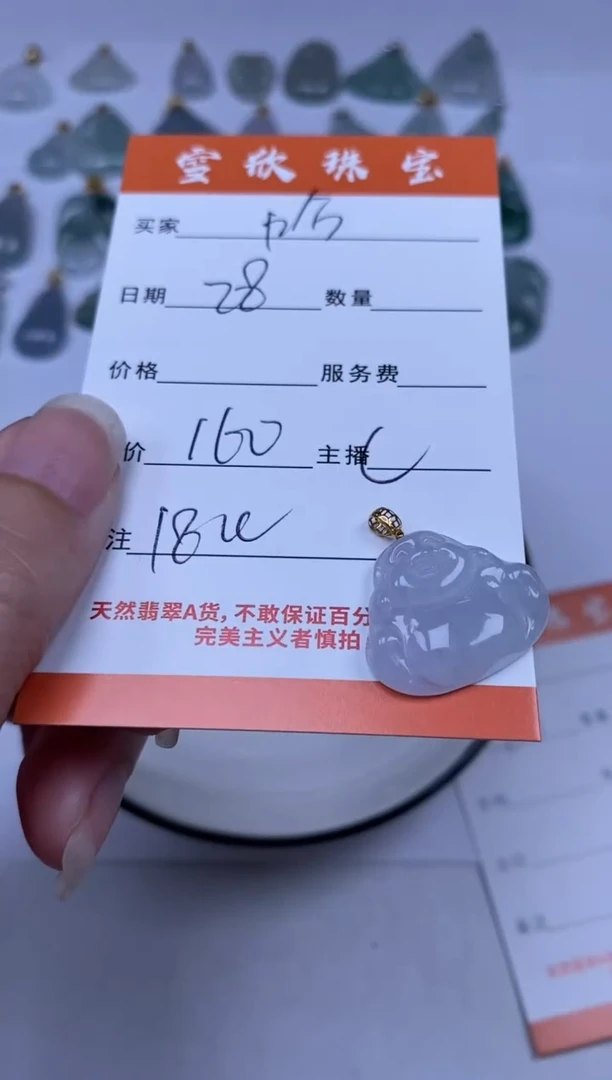 雪欣珠宝
买家
日期 28 数量
价格 服务费
价 160 主播
注 18
天然翡翠A货,不敢保证百分
完美主义者慎拍